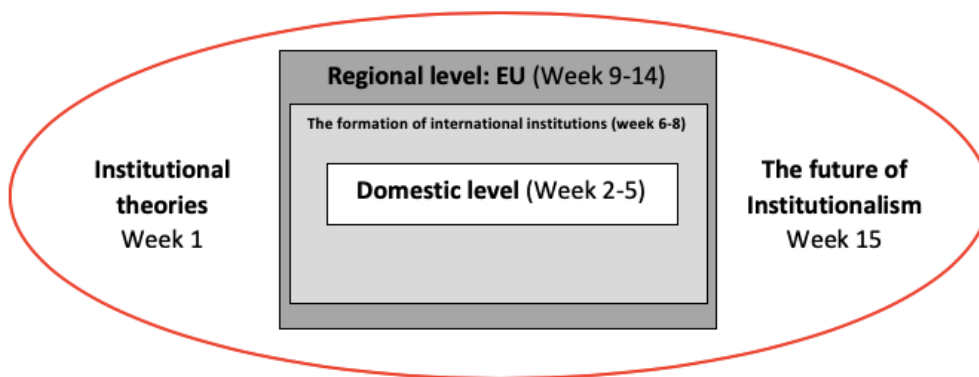 Regional level: EU (Week 9-14)
The formation of international institutions (week 6-8)
Institutional
theories
Week 1
Domestic level (Week 2-5)
The future of
Institutionalism
Week 15